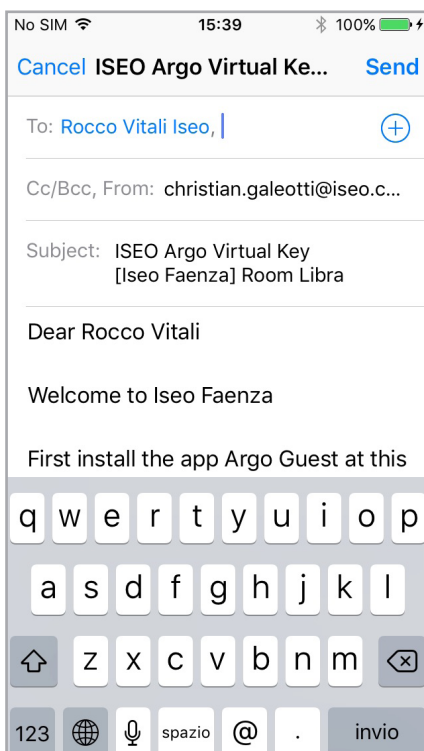 No SIM 15:39 100%
Cancel ISEO Argo Virtual Ke... Send
To: Rocco Vitali Iseo,
Cc/Bcc, From: christian.galeotti@iseo.c...
Subject: ISEO Argo Virtual Key
[Iseo Faenza] Room Libra
Dear Rocco Vitali
Welcome to Iseo Faenza
First install the app Argo Guest at this
q w e r t y u i o p
a s d f g h j k l
z x c v b n m
123 spazio @ . invio